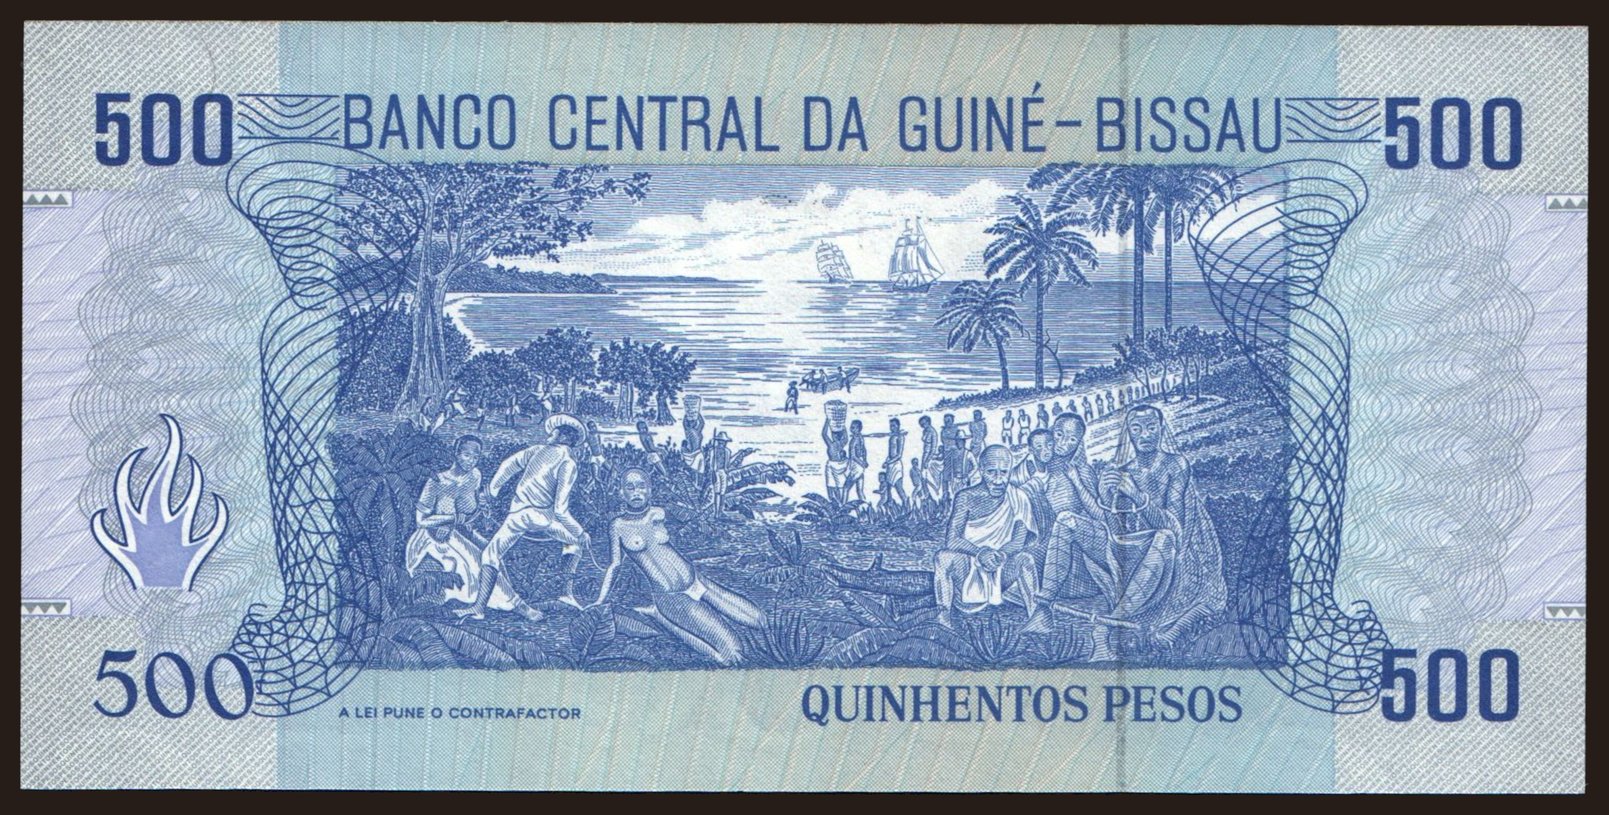 500 BANCO CENTRAL DA GUINÉ-BISSAU 500
500 A LEI PUNE O CONTRAFACTOR QUINHENTOS PESOS 500